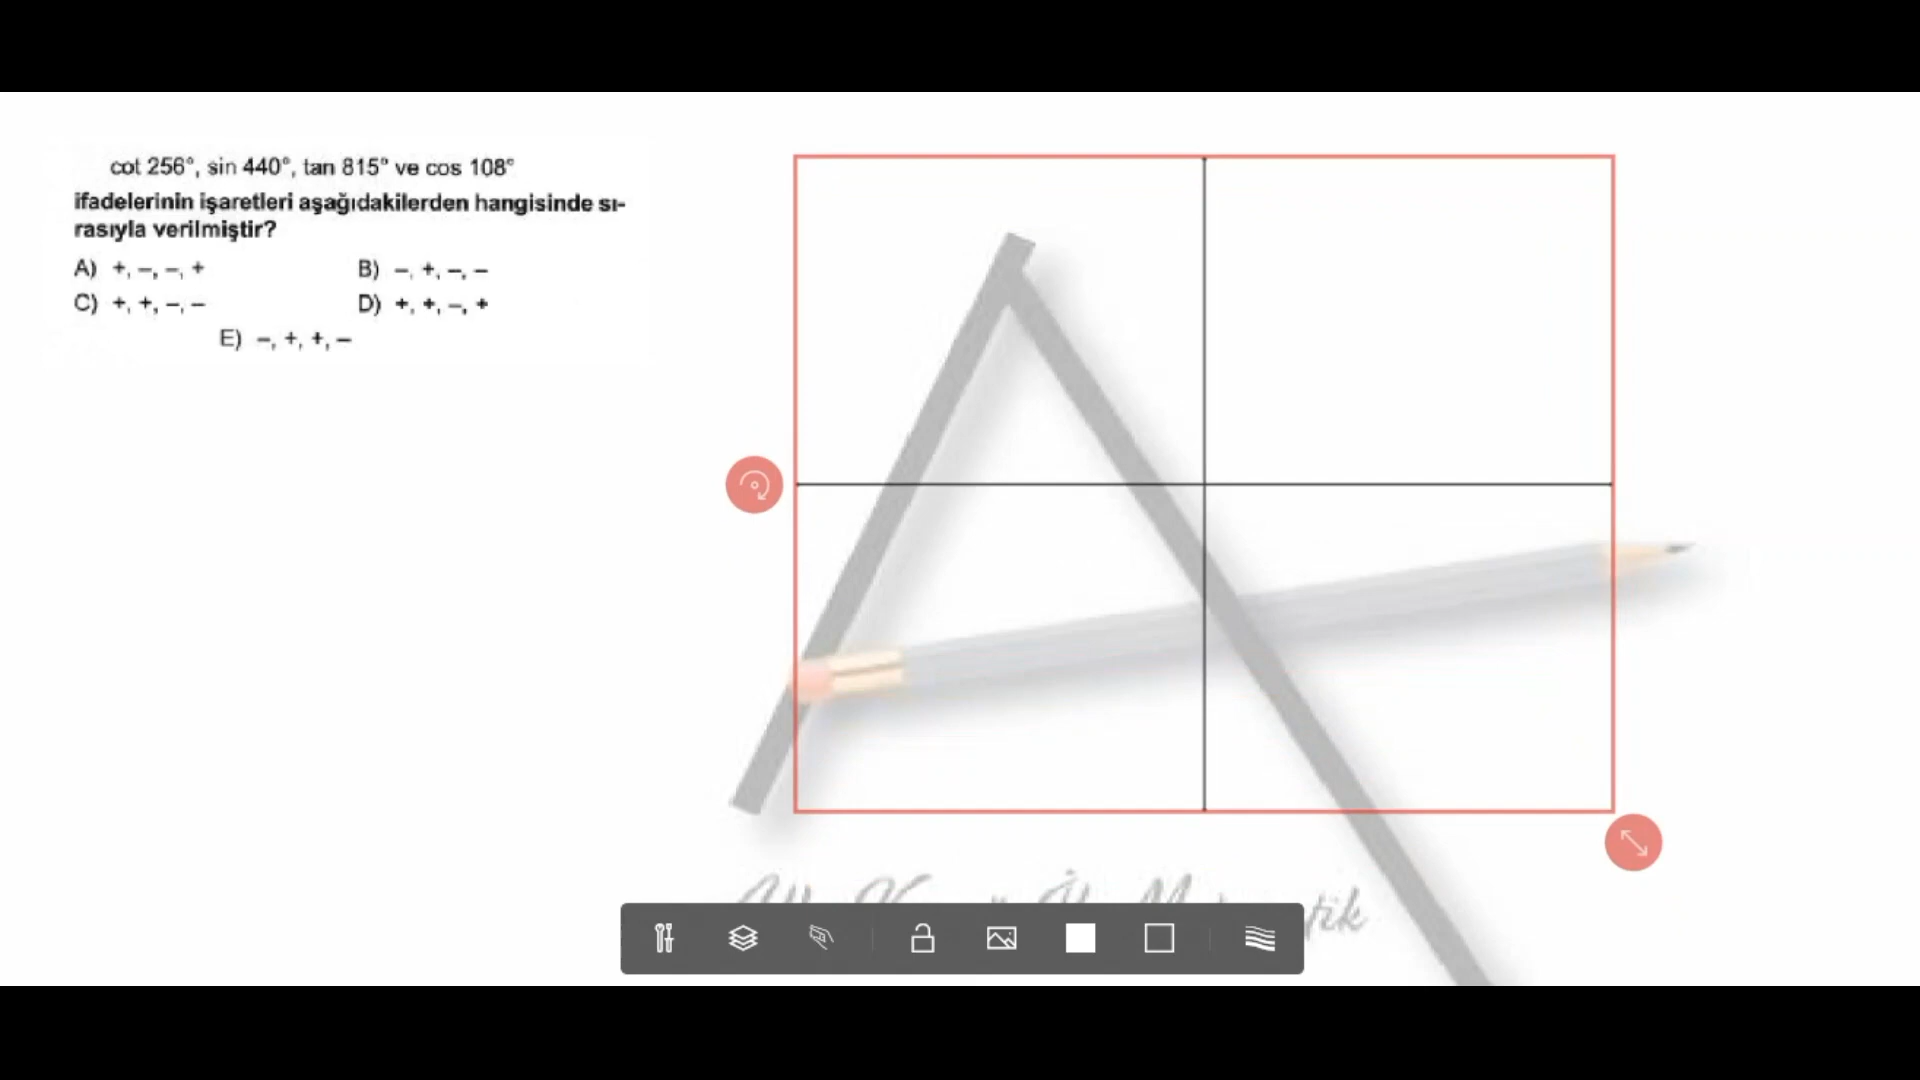 cot 256°, sin 440°, tan 815° ve cos 108°
ifadelerinin işaretleri aşağıdakilerden hangisinde sı-
rasıyla verilmiştir?
A) +, –, –, +
B) –, +, –, –
C) +, +, –, –
D) +, +, –, +
E) –, +, +, –